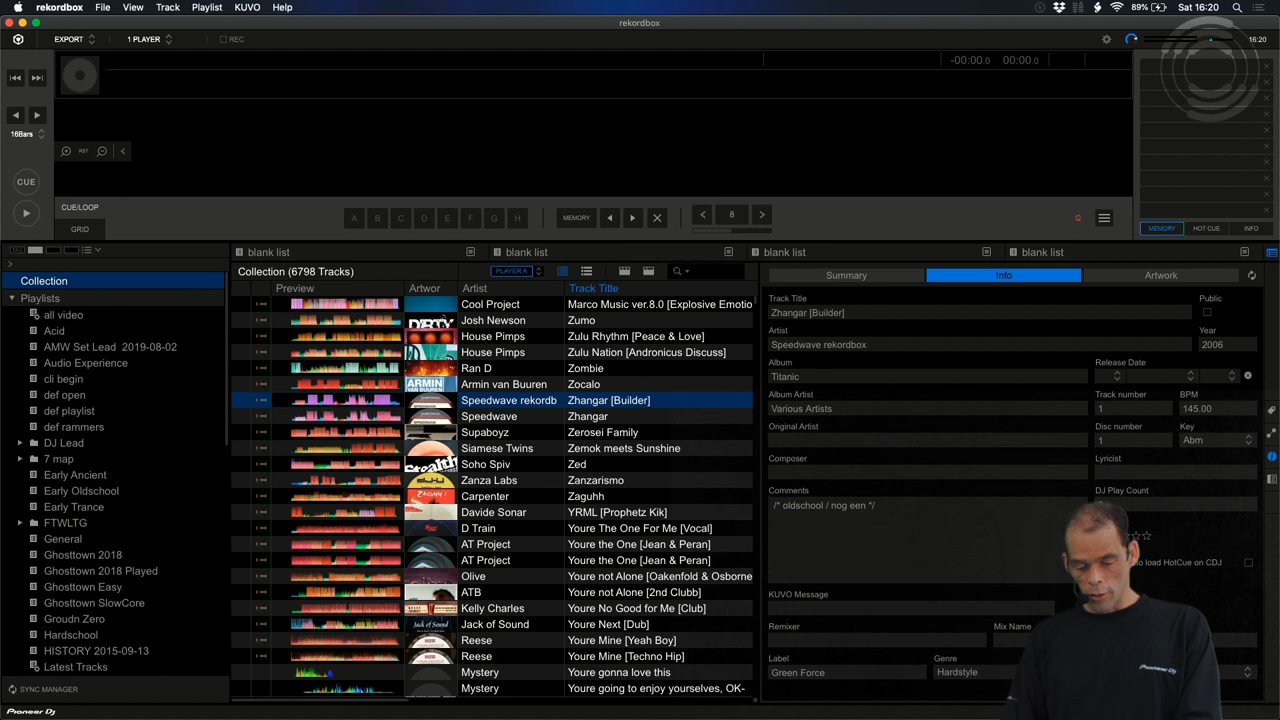 rekordbox File View Track Playlist KUVO Help 89% Sat 16:20
rekordbox
EXPORT 1 PLAYER REC 16:20
-00:00.0 00:00.0
16Bars
RST
CUE
CUE/LOOP
GRID
A B C D E F G H MEMORY 8
MEMORY HOT CUE INFO
blank list blank list blank list blank list
Collection (6798 Tracks) PLAYER A
Preview Artwor Artist Track Title
Collection
Playlists
all video
Acid
AMW Set Lead 2019-08-02
Audio Experience
cli begin
def open
def playlist
def rammers
DJ Lead
7 map
Early Ancient
Early Oldschool
Early Trance
FTWLTG
General
Ghosttown 2018
Ghosttown 2018 Played
Ghosttown Easy
Ghosttown SlowCore
Groudn Zero
Hardschool
HISTORY 2015-09-13
Latest Tracks
SYNC MANAGER
Pioneer Dj
Cool Project Marco Music ver.8.0 [Explosive Emotio
Josh Newson Zumo
House Pimps Zulu Rhythm [Peace & Love]
House Pimps Zulu Nation [Andronicus Discuss]
Ran D Zombie
Armin van Buuren Zocalo
Speedwave rekordb Zhangar [Builder]
Speedwave Zhangar
Supaboyz Zerosei Family
Siamese Twins Zemok meets Sunshine
Soho Spiv Zed
Zanza Labs Zanzarismo
Carpenter Zaguhh
Davide Sonar YRML [Prophetz Kik]
D Train Youre The One For Me [Vocal]
AT Project Youre the One [Jean & Peran]
AT Project Youre the One [Jean & Peran]
Olive Youre not Alone [Oakenfold & Osborne
ATB Youre not Alone [2nd Clubb]
Kelly Charles Youre No Good for Me [Club]
Jack of Sound Youre Next [Dub]
Reese Youre Mine [Yeah Boy]
Reese Youre Mine [Techno Hip]
Mystery Youre gonna love this
Mystery Youre going to enjoy yourselves, OK-
Summary Info Artwork
Track Title Public
Zhangar [Builder]
Artist Year
Speedwave rekordbox 2006
Album Release Date
Titanic
Album Artist Track number BPM
Various Artists 1 145.00
Original Artist Disc number Key
1 Abm
Composer Lyricist
Comments DJ Play Count
/* oldschool / nog een */
to load HotCue on CDJ
KUVO Message
Remixer Mix Name
Label Genre
Green Force Hardstyle
Pioneer Dj